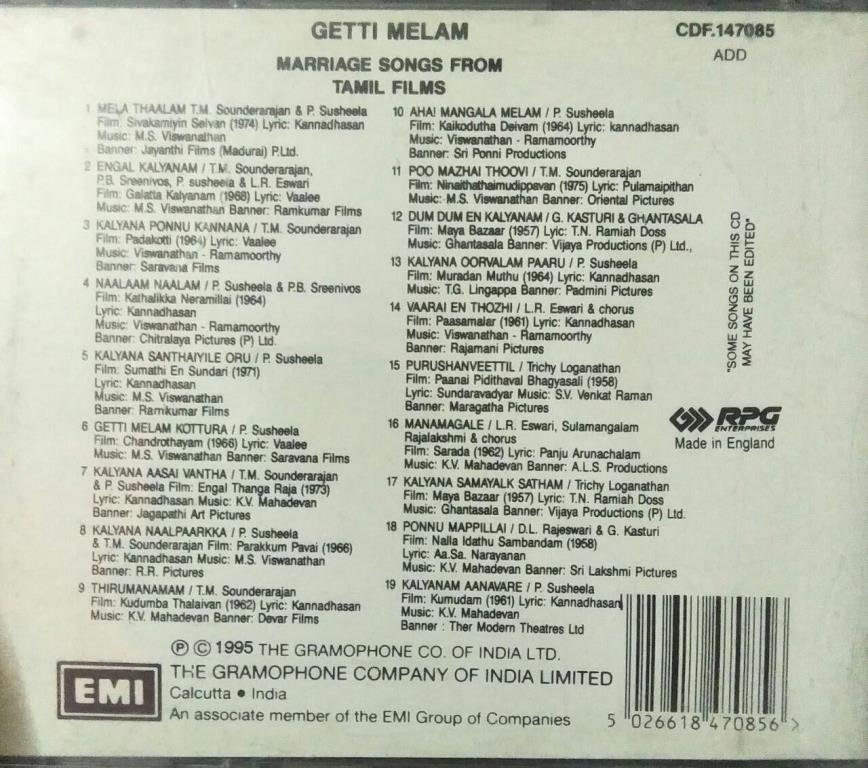 GETTI MELAM
CDF.147085
ADD
MARRIAGE SONGS FROM
TAMIL FILMS
1 MELA THAALAM T.M. Sounderarajan & P. Susheela
Film: Sivakamiyin Selvan (1974) Lyric: Kannadhasan
Music: M.S. Viswanathan
Banner: Jayanthi Films (Madurai) P.Ltd.
2 ENGAL KALYANAM / T.M. Sounderarajan,
P.B. Sreenivos, P. susheela & L.R. Eswari
Film: Galatta Kalyanam (1968) Lyric: Vaalee
Music: M.S. Viswanathan Banner: Ramkumar Films
3 KALYANA PONNU KANNANA / T.M. Sounderarajan
Film: Padakotti (1964) Lyric: Vaalee
Music: Viswanathan - Ramamoorthy
Banner: Saravana Films
4 NAALAAM NAALAM / P. Susheela & P.B. Sreenivos
Film: Kathalikka Neramillai (1964)
Lyric: Kannadhasan
Music: Viswanathan - Ramamoorthy
Banner: Chitralaya Pictures (P) Ltd.
5 KALYANA SANTHAIYILE ORU / P. Susheela
Film: Sumathi En Sundari (1971)
Lyric: Kannadhasan
Music: M.S. Viswanathan
Banner: Ramkumar Films
6 GETTI MELAM KOTTURA / P. Susheela
Film: Chandrothayam (1966) Lyric: Vaalee
Music: M.S. Viswanathan Banner: Saravana Films
7 KALYANA AASAI VANTHA / T.M. Sounderarajan
& P. Susheela Film: Engal Thanga Raja (1973)
Lyric: Kannadhasan Music: K.V. Mahadevan
Banner: Jagapathi Art Pictures
8 KALYANA NAALPAARKKA / P. Susheela
& T.M. Sounderarajan Film: Parakkum Pavai (1966)
Lyric: Kannadhasan Music: M.S. Viswanathan
Banner: R.R. Pictures
9 THIRUMANAMAM / T.M. Sounderarajan
Film: Kudumba Thalaivan (1962) Lyric: Kannadhasan
Music: K.V. Mahadevan Banner: Devar Films
10 AHA! MANGALA MELAM / P. Susheela
Film: Kaikodutha Deivam (1964) Lyric: kannadhasan
Music: Viswanathan - Ramamoorthy
Banner: Sri Ponni Productions
11 POO MAZHAI THOOVI / T.M. Sounderarajan
Film: Ninaithathaimudippavan (1975) Lyric: Pulamaipithan
Music: M.S. Viswanathan Banner: Oriental Pictures
12 DUM DUM EN KALYANAM / G. KASTURI & GHANTASALA
Film: Maya Bazaar (1957) Lyic: T.N. Ramiah Doss
Music: Ghantasala Banner: Vijaya Productions (P) Ltd.,
13 KALYANA OORVALAM PAARU / P. Susheela
Film: Muradan Muthu (1964) Lyric: Kannadhasan
Music: T.G. Lingappa Banner: Padmini Pictures
14 VAARAI EN THOZHI / L.R. Eswari & chorus
Film: Paasamalar (1961) Lyric: Kannadhasan
Music: Viswanathan - Ramamoorthy
Banner: Rajamani Pictures
15 PURUSHANVEETTIL / Trichy Loganathan
Film: Paanai Pidithaval Bhagyasali (1958)
Lyric: Sundaravadyar Music: S.V. Venkat Raman
Banner: Maragatha Pictures
16 MANAMAGALE / L.R. Eswari, Sulamangalam
Rajalakshmi & chorus
Film: Sarada (1962) Lyric: Panju Arunachalam
Music: K.V. Mahadevan Banner: A.L.S. Productions
17 KALYANA SAMAYALK SATHAM / Trichy Loganathan
Film: Maya Bazaar (1957) Lyric: T.N. Ramiah Doss
Music: Ghantasala Banner: Vijaya Productions (P) Ltd.
18 PONNU MAPPILLAI / D.L. Rajeswari & G. Kasturi
Film: Nalla Idathu Sambandam (1958)
Lyric: Aa.Sa. Narayanan
Music: K.V. Mahadevan Banner: Sri Lakshmi Pictures
19 KALYANAM AANAVARE / P. Susheela
Film: Kumudam (1961) Lyric: Kannadhasan
Music: K.V. Mahadevan
Banner : Ther Modern Theatres Ltd
"SOME SONGS ON THIS CD
MAY HAVE BEEN EDITED"
RPG
ENTERPRISES
Made in England
Ⓟ © 1995 THE GRAMOPHONE CO. OF INDIA LTD.
EMI
THE GRAMOPHONE COMPANY OF INDIA LIMITED
Calcutta • India
An associate member of the EMI Group of Companies
5 026618 470856 >